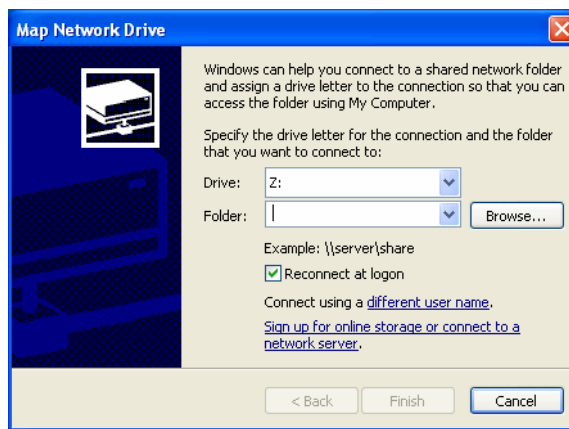 Map Network Drive
Windows can help you connect to a shared network folder
and assign a drive letter to the connection so that you can
access the folder using My Computer.
Specify the drive letter for the connection and the folder
that you want to connect to:
Drive: Z:
Folder: Browse...
Example: \\server\share
Reconnect at logon
Connect using a different user name.
Sign up for online storage or connect to a
network server.
< Back Finish Cancel